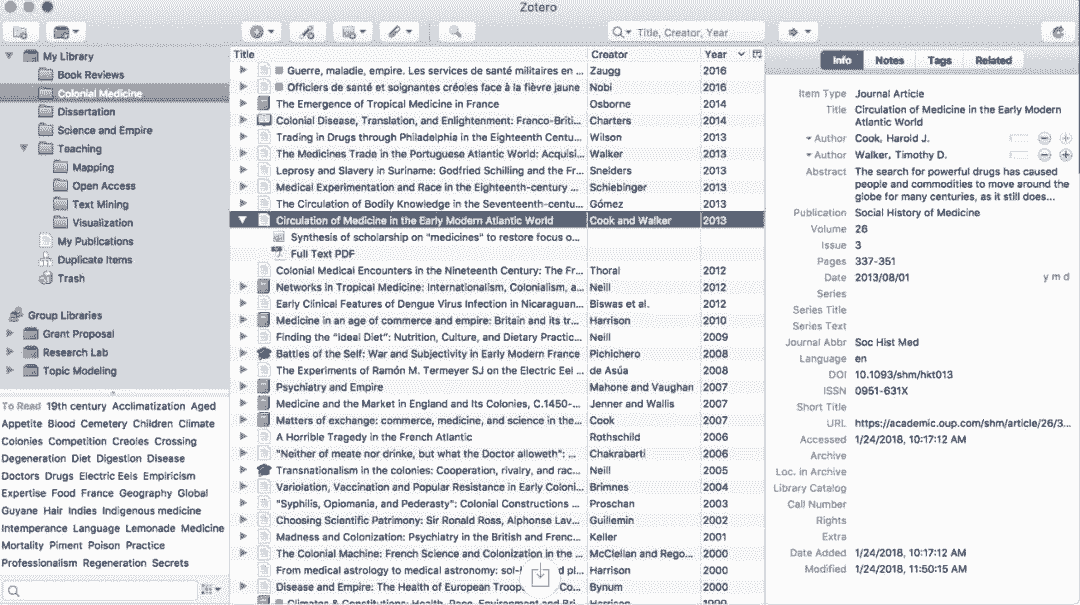 Zotero
Title, Creator, Year
My Library
Book Reviews
Colonial Medicine
Dissertation
Science and Empire
Teaching
Mapping
Open Access
Text Mining
Visualization
My Publications
Duplicate Items
Trash
Group Libraries
Grant Proposal
Research Lab
Topic Modeling
To Read 19th century Acclimatization Aged
Appetite Blood Cemetery Children Climate
Colonies Competition Creoles Crossing
Degeneration Diet Digestion Disease
Doctors Drugs Electric Eels Empiricism
Expertise Food France Geography Global
Guyane Hair Indies Indigenous medicine
Intemperance Language Lemonade Medicine
Mortality Piment Poison Practice
Professionalism Regeneration Secrets
Title Creator Year
Guerre, maladie, empire. Les services de santé militaires en ... Zaugg 2016
Officiers de santé et soignantes créoles face à la fièvre jaune Nobi 2016
The Emergence of Tropical Medicine in France Osborne 2014
Colonial Disease, Translation, and Enlightenment: Franco-Briti... Charters 2014
Trading in Drugs through Philadelphia in the Eighteenth Centu... Wilson 2013
The Medicines Trade in the Portuguese Atlantic World: Acquisi... Walker 2013
Leprosy and Slavery in Suriname: Godfried Schilling and the Fr... Snelders 2013
Medical Experimentation and Race in the Eighteenth-century ... Schiebinger 2013
The Circulation of Bodily Knowledge in the Seventeenth-centu... Gómez 2013
Circulation of Medicine in the Early Modern Atlantic World Cook and Walker 2013
Synthesis of scholarship on "medicines" to restore focus o...
Full Text PDF
Colonial Medical Encounters in the Nineteenth Century: The Fr... Thoral 2012
Networks in Tropical Medicine: Internationalism, Colonialism, a... Neill 2012
Early Clinical Features of Dengue Virus Infection in Nicaraguan... Biswas et al. 2012
Medicine in an age of commerce and empire: Britain and its tr... Harrison 2010
Finding the "Ideal Diet": Nutrition, Culture, and Dietary Practic... Neill 2009
Battles of the Self: War and Subjectivity in Early Modern France Pichichero 2008
The Experiments of Ramón M. Termeyer SJ on the Electric Eel ... de Asúa 2008
Psychiatry and Empire Mahone and Vaughan 2007
Medicine and the Market in England and Its Colonies, C.1450-... Jenner and Wallis 2007
Matters of exchange: commerce, medicine, and science in the... Cook 2007
A Horrible Tragedy in the French Atlantic Rothschild 2006
"Neither of meate nor drinke, but what the Doctor alloweth": ... Chakrabarti 2006
Transnationalism in the colonies: Cooperation, rivalry, and rac... Neill 2005
Variolation, Vaccination and Popular Resistance in Early Coloni... Brimnes 2004
"Syphilis, Opiomania, and Pederasty": Colonial Constructions ... Proschan 2003
Choosing Scientific Patrimony: Sir Ronald Ross, Alphonse Lav... Guillemin 2002
Madness and Colonization: Psychiatry in the British and Frenc... Keller 2001
The Colonial Machine: French Science and Colonization in the ... McClellan and Rego... 2000
From medical astrology to medical astronomy: sol- pl... Harrison 2000
Disease and Empire: The Health of European Troop Co... Bynum 2000
Climates & Constitutions: Health, Race, Environment and Bri... Harrison 1999
Info Notes Tags Related
Item Type Journal Article
Title Circulation of Medicine in the Early Modern
Atlantic World
Author Cook, Harold J.
Author Walker, Timothy D.
Abstract The search for powerful drugs has caused
people and commodities to move around the
globe for many centuries, as it still does...
Publication Social History of Medicine
Volume 26
Issue 3
Pages 337-351
Date 2013/08/01 y m d
Series
Series Title
Series Text
Journal Abbr Soc Hist Med
Language en
DOI 10.1093/shm/hkt013
ISSN 0951-631X
Short Title
URL https://academic.oup.com/shm/article/26/3...
Accessed 1/24/2018, 10:17:12 AM
Archive
Loc. in Archive
Library Catalog
Call Number
Rights
Extra
Date Added 1/24/2018, 10:17:12 AM
Modified 1/24/2018, 11:50:15 AM